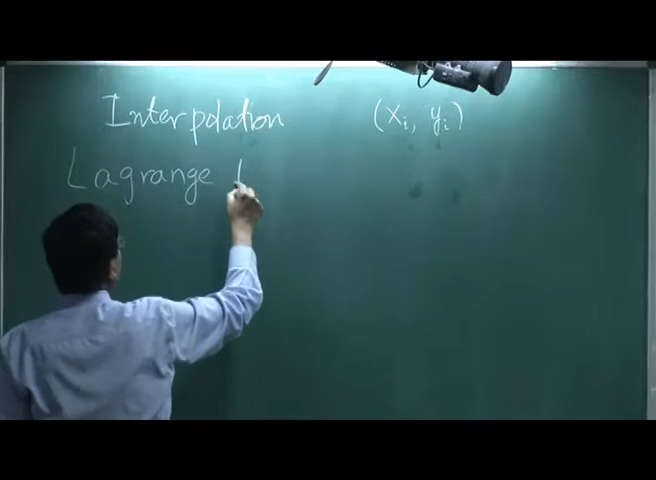 Interpolation (xᵢ, yᵢ)
Lagrange